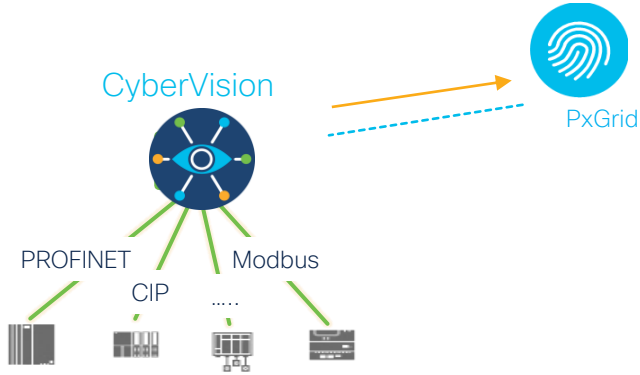 CyberVision
PxGrid
PROFINET
Modbus
CIP
.....